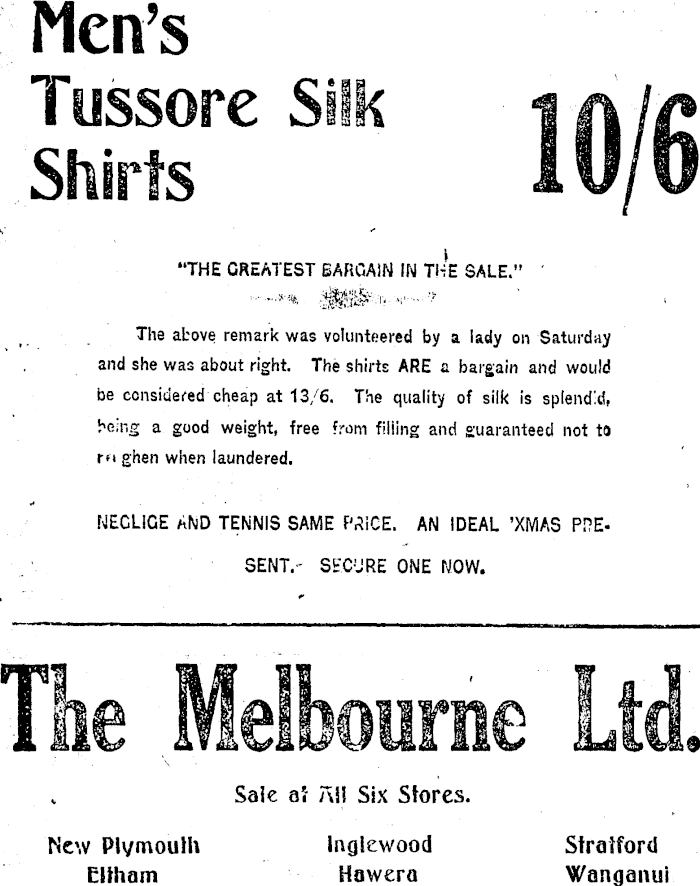 Men's
Tussore Silk
Shirts
10/6
"THE GREATEST BARGAIN IN THE SALE."
The above remark was volunteered by a lady on Saturday
and she was about right. The shirts ARE a bargain and would
be considered cheap at 13/6. The quality of silk is splendid,
being a good weight, free from filling and guaranteed not to
when laundered.
NEGLIGE AND TENNIS SAME PRICE. AN IDEAL 'XMAS PRE-
SENT. SECURE ONE NOW.
The Melbourne Ltd.
Sale at All Six Stores.
New Plymouth Inglewood Stratford
Eltham Hawera Wanganui